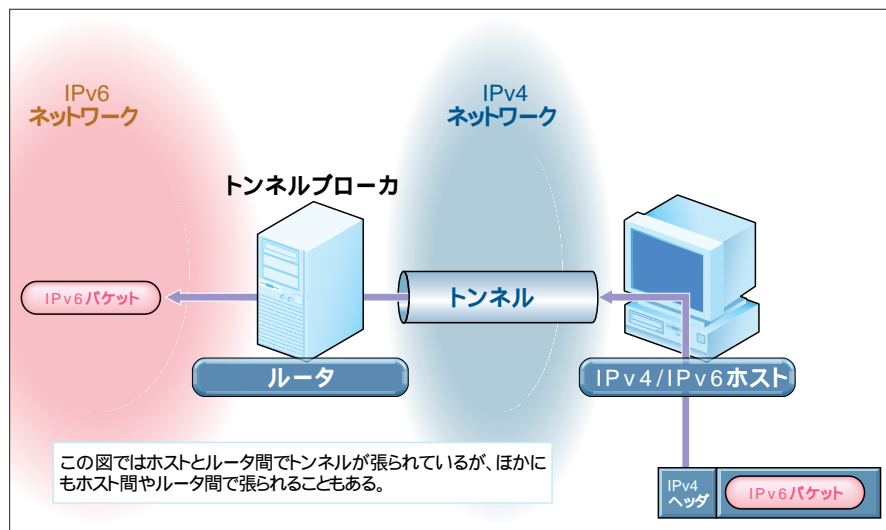 IPv6
ネットワーク
IPv4
ネットワーク
トンネルブローカ
IPv6パケット
トンネル
ルータ
IPv4/IPv6ホスト
この図ではホストとルータ間でトンネルが張られているが、ほかに
もホスト間やルータ間で張られることもある。
IPv4
ヘッダ
IPv6パケット